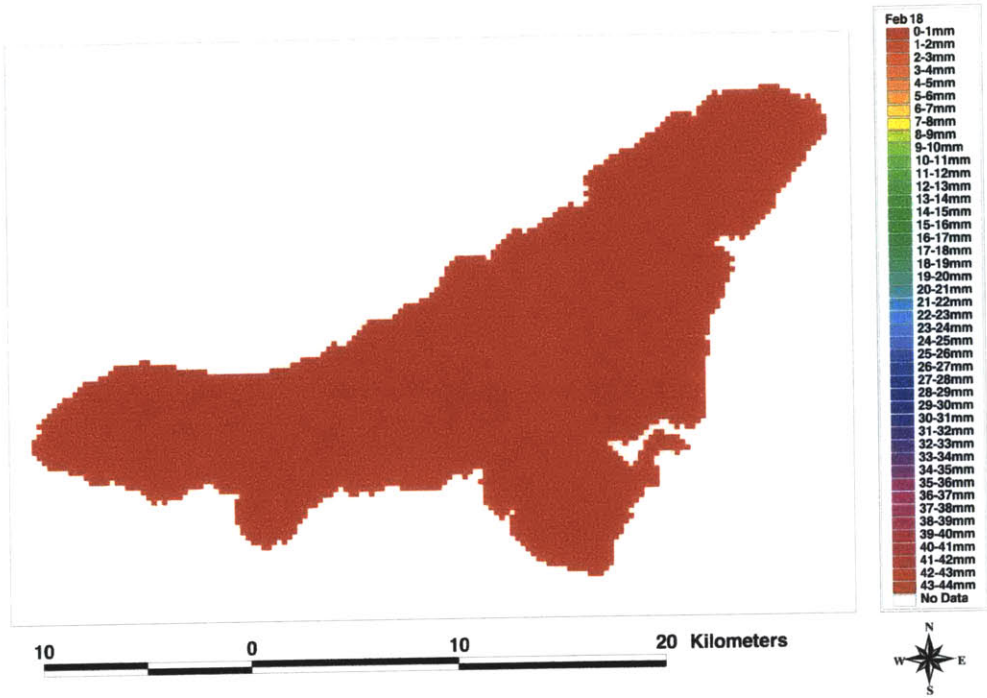 Feb 18
0-1mm
1-2mm
2-3mm
3-4mm
4-5mm
5-6mm
6-7mm
7-8mm
8-9mm
9-10mm
10-11mm
11-12mm
12-13mm
13-14mm
14-15mm
15-16mm
16-17mm
17-18mm
18-19mm
19-20mm
20-21mm
21-22mm
22-23mm
23-24mm
24-25mm
25-26mm
26-27mm
27-28mm
28-29mm
29-30mm
30-31mm
31-32mm
32-33mm
33-34mm
34-35mm
35-36mm
36-37mm
37-38mm
38-39mm
39-40mm
40-41mm
41-42mm
42-43mm
43-44mm
No Data
10 0 10 20 Kilometers
N
W E
S